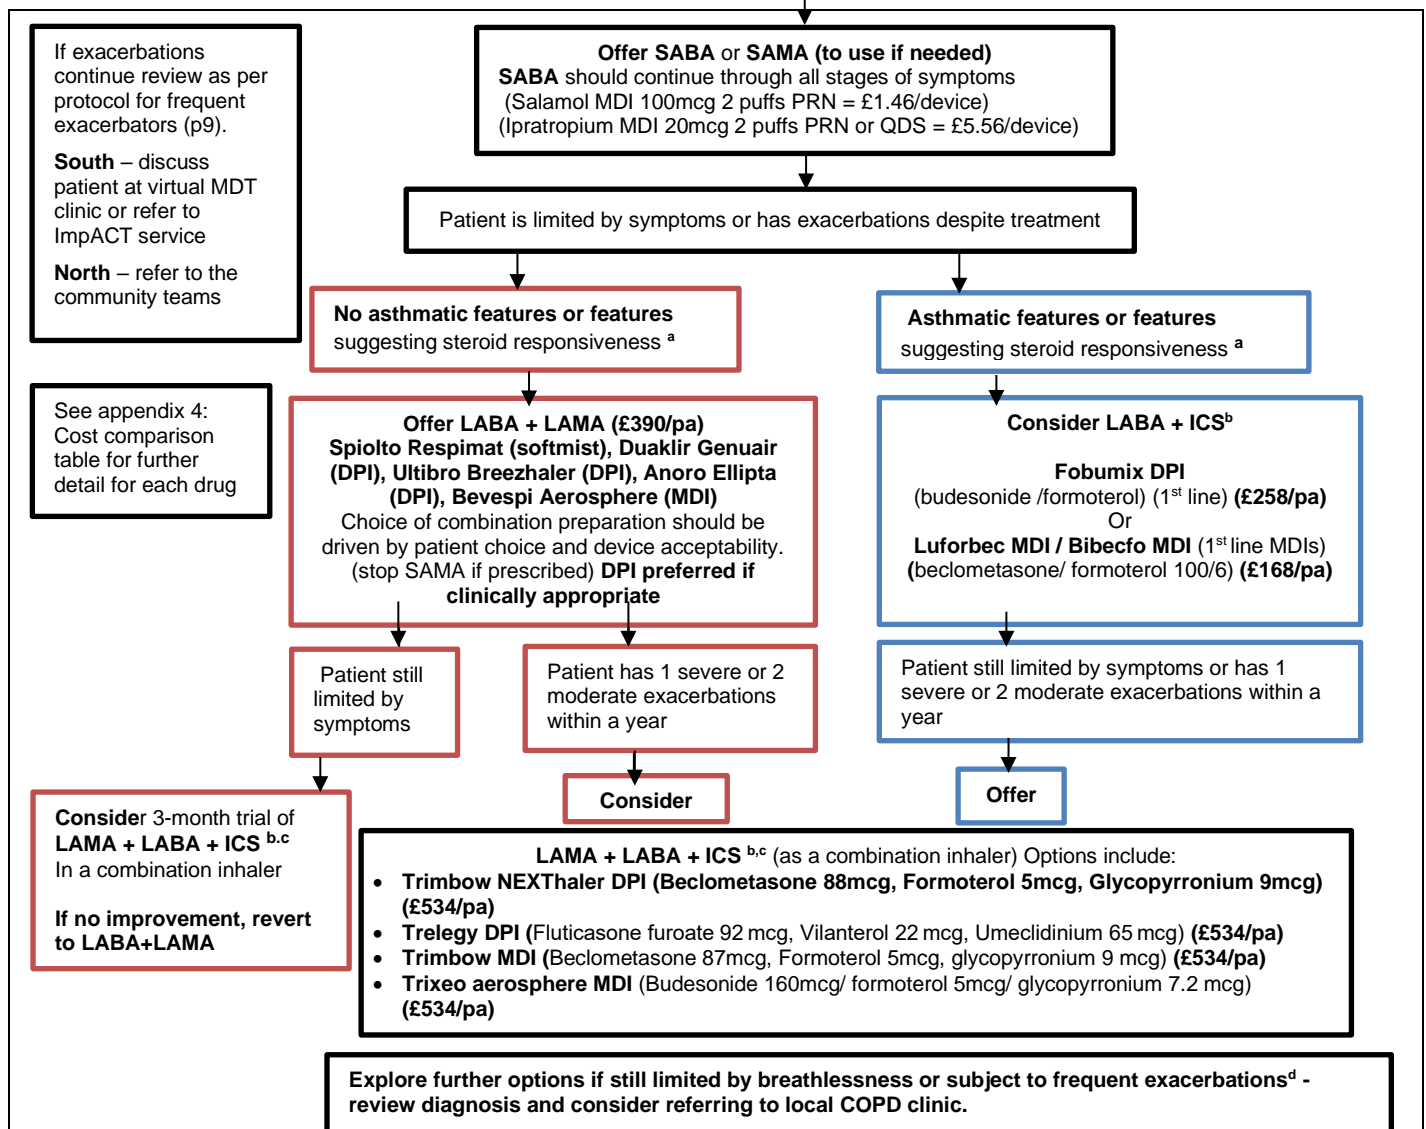 If exacerbations
continue review as per
protocol for frequent
exacerbators (p9).
South – discuss
patient at virtual MDT
clinic or refer to
ImpACT service
North – refer to the
community teams
Offer SABA or SAMA (to use if needed)
SABA should continue through all stages of symptoms
(Salamol MDI 100mcg 2 puffs PRN = £1.46/device)
(Ipratropium MDI 20mcg 2 puffs PRN or QDS = £5.56/device)
Patient is limited by symptoms or has exacerbations despite treatment
No asthmatic features or features
suggesting steroid responsiveness a
Asthmatic features or features
suggesting steroid responsiveness a
See appendix 4:
Cost comparison
table for further
detail for each drug
Offer LABA + LAMA (£390/pa)
Spiolto Respimat (softmist), Duaklir Genuair
(DPI), Ultibro Breezhaler (DPI), Anoro Ellipta
(DPI), Bevespi Aerosphere (MDI)
Choice of combination preparation should be
driven by patient choice and device acceptability.
(stop SAMA if prescribed) DPI preferred if
clinically appropriate
Consider LABA + ICSb
Fobumix DPI
(budesonide /formoterol) (1st line) (£258/pa)
Or
Luforbec MDI / Bibecfo MDI (1st line MDIs)
(beclometasone/ formoterol 100/6) (£168/pa)
Patient still
limited by
symptoms
Patient has 1 severe or 2
moderate exacerbations
within a year
Patient still limited by symptoms or has 1
severe or 2 moderate exacerbations within a
year
Consider
Offer
Consider 3-month trial of
LAMA + LABA + ICS b.c
In a combination inhaler
If no improvement, revert
to LABA+LAMA
LAMA + LABA + ICS b,c (as a combination inhaler) Options include:
• Trimbow NEXThaler DPI (Beclometasone 88mcg, Formoterol 5mcg, Glycopyrronium 9mcg)
(£534/pa)
• Trelegy DPI (Fluticasone furoate 92 mcg, Vilanterol 22 mcg, Umeclidinium 65 mcg) (£534/pa)
• Trimbow MDI (Beclometasone 87mcg, Formoterol 5mcg, glycopyrronium 9 mcg) (£534/pa)
• Trixeo aerosphere MDI (Budesonide 160mcg/ formoterol 5mcg/ glycopyrronium 7.2 mcg)
(£534/pa)
Explore further options if still limited by breathlessness or subject to frequent exacerbationsd -
review diagnosis and consider referring to local COPD clinic.